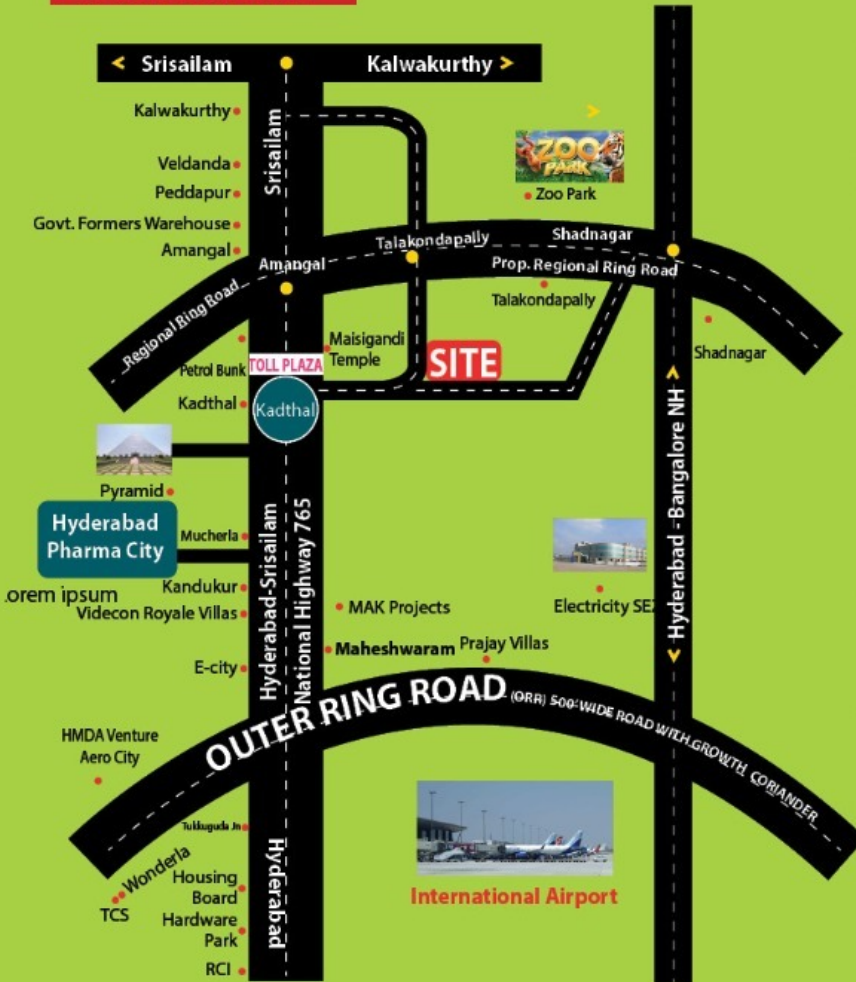 Srisailam
Kalwakurthy
Kalwakurthy
Srisailam
Veldanda
Peddapur
Govt. Formers Warehouse
Amangal
ZOO
PARK
Zoo Park
Talakondapally
Shadnagar
Amangal
Prop. Regional Ring Road
Regional Ring Road
Talakondapally
Shadnagar
Petrol Bunk
TOLL PLAZA
Maisigandi
Temple
SITE
Kadthal
Kadthal
Pyramid
Hyderabad
Pharma City
Mucherla
Hyderabad-Srisailam
National Highway 765
Hyderabad - Bangalore NH
Kandukur
.orem ipsum
Videcon Royale Villas
MAK Projects
Electricity SEZ
E-city
Maheshwaram
Prajay Villas
OUTER RING ROAD (ORR) 500' WIDE ROAD WITH GROWTH CORIANDER
HMDA Venture
Aero City
Tukkuguda Jn
Wonderla
TCS
Housing
Board
Hardware
Park
RCI
Hyderabad
International Airport